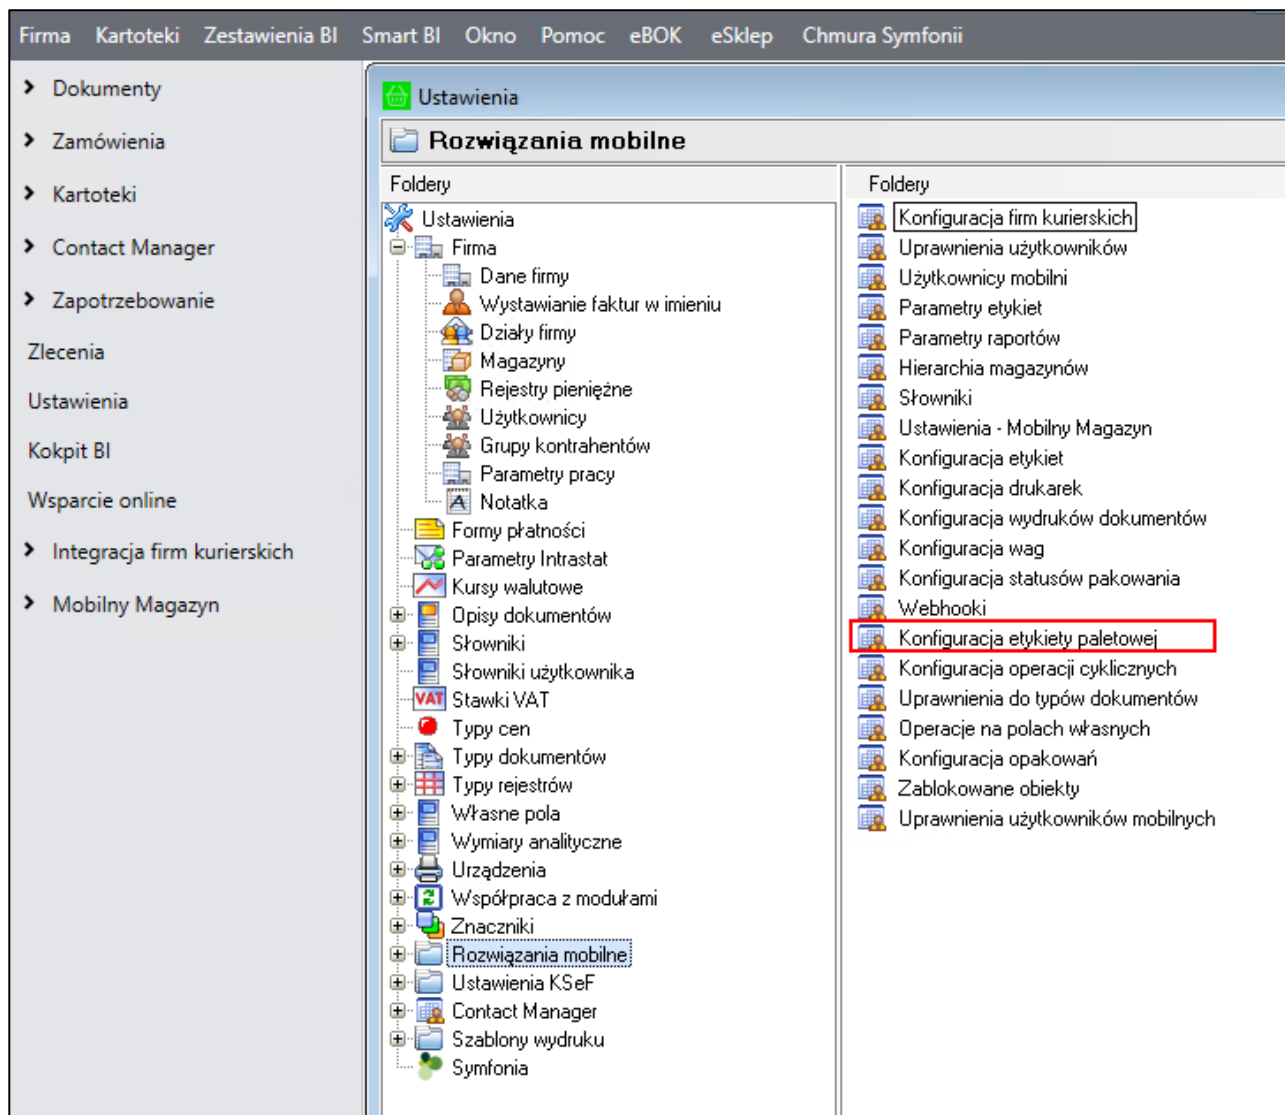 Firma Kartoteki Zestawienia BI Smart BI Okno Pomoc eBOK eSklep Chmura Symfonii
Dokumenty
Zamówienia
Kartoteki
Contact Manager
Zapotrzebowanie
Zlecenia
Ustawienia
Kokpit BI
Wsparcie online
Integracja firm kurierskich
Mobilny Magazyn
Ustawienia
Rozwiązania mobilne
Foldery
Ustawienia
Firma
Dane firmy
Wystawianie faktur w imieniu
Działy firmy
Magazyny
Rejestry pieniężne
Użytkownicy
Grupy kontrahentów
Parametry pracy
Notatka
Formy płatności
Parametry Intrastat
Kursy walutowe
Opisy dokumentów
Słowniki
Słowniki użytkownika
VAT Stawki VAT
Typy cen
Typy dokumentów
Typy rejestrów
Własne pola
Wymiary analityczne
Urządzenia
Współpraca z modułami
Znaczniki
Rozwiązania mobilne
Ustawienia KSeF
Contact Manager
Szablony wydruku
Symfonia
Foldery
Konfiguracja firm kurierskich
Uprawnienia użytkowników
Użytkownicy mobilni
Parametry etykiet
Parametry raportów
Hierarchia magazynów
Słowniki
Ustawienia - Mobilny Magazyn
Konfiguracja etykiet
Konfiguracja drukarek
Konfiguracja wydruków dokumentów
Konfiguracja wag
Konfiguracja statusów pakowania
Webhooki
Konfiguracja etykiety paletowej
Konfiguracja operacji cyklicznych
Uprawnienia do typów dokumentów
Operacje na polach własnych
Konfiguracja opakowań
Zablokowane obiekty
Uprawnienia użytkowników mobilnych